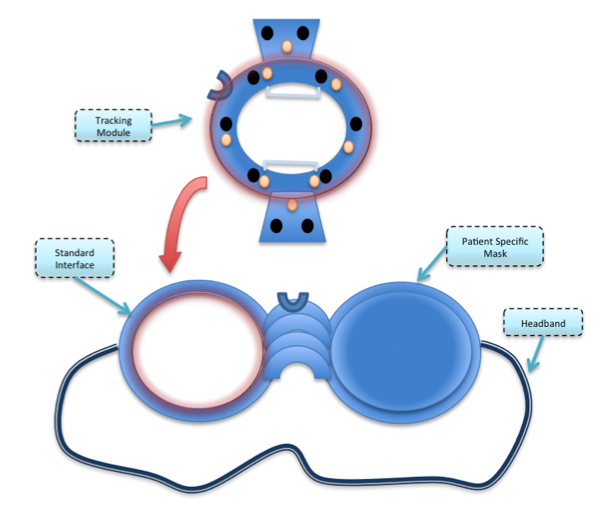 Tracking
Module
Standard
Interface
Patient Specific
Mask
Headband